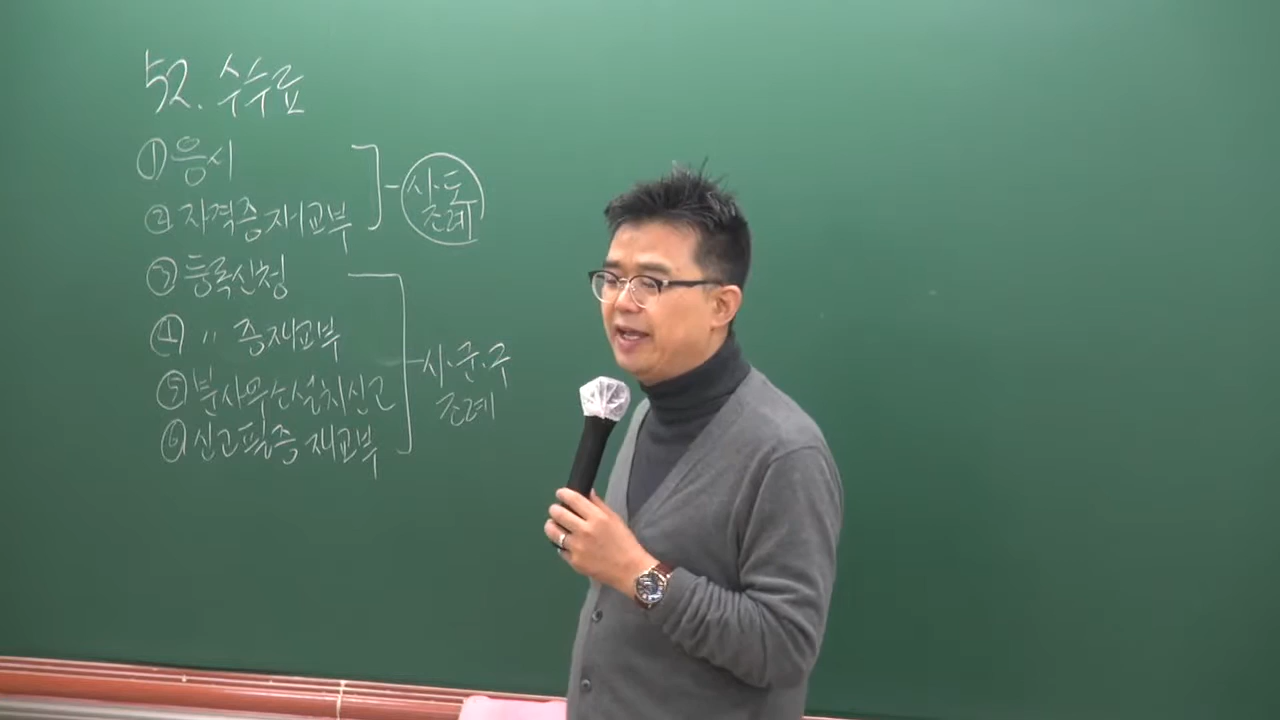 52. 수수료
① 응시
② 자격증 재교부
시·도
조례
③ 등록신청
④ 〃 증재교부
⑤ 분사무소설치신고
⑥ 신고필증 재교부
시·군·구
조례